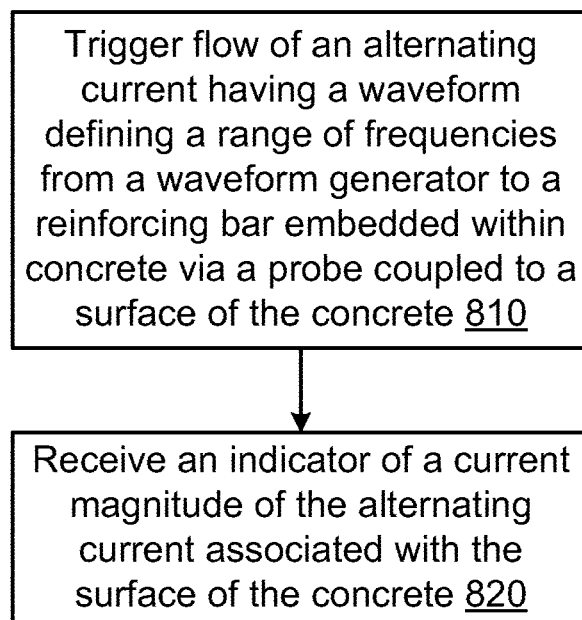 Trigger flow of an alternating
current having a waveform
defining a range of frequencies
from a waveform generator to a
reinforcing bar embedded within
concrete via a probe coupled to a
surface of the concrete 810
Receive an indicator of a current
magnitude of the alternating
current associated with the
surface of the concrete 820